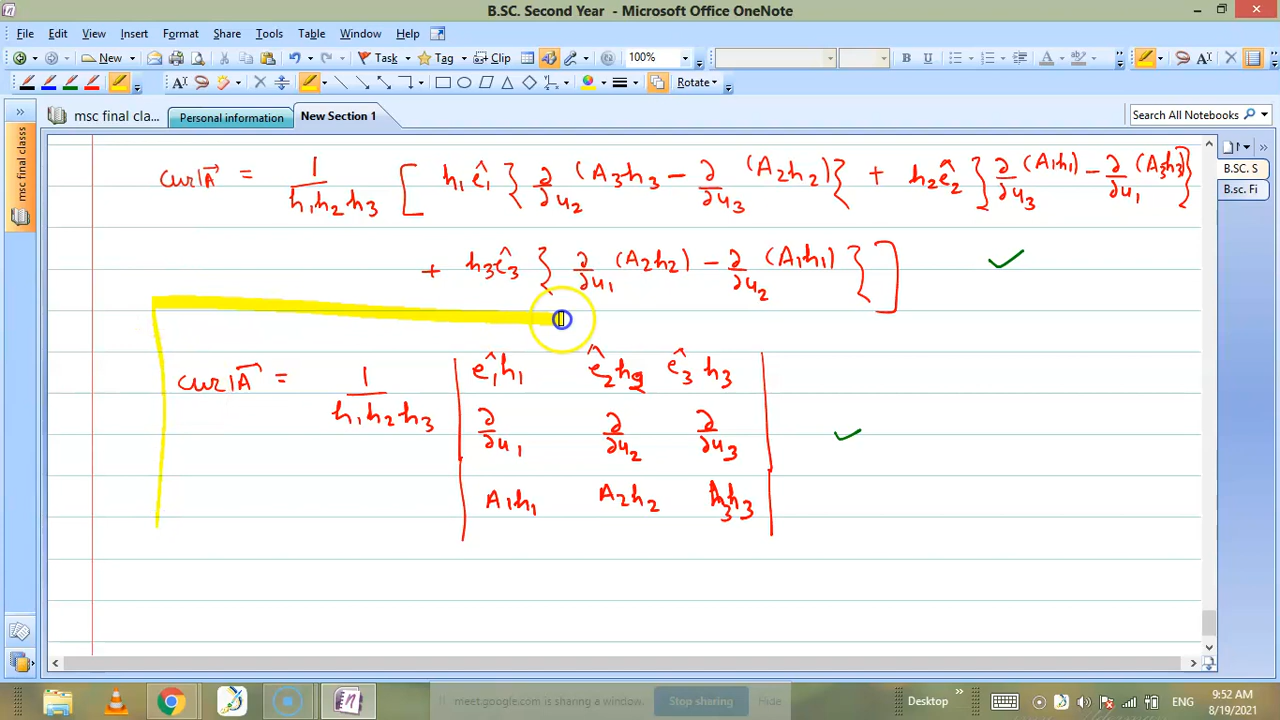 B.SC. Second Year - Microsoft Office OneNote
File Edit View Insert Format Share Tools Table Window Help
New Task Tag Clip 100% B I U
Rotate
msc final cla... Personal information New Section 1 Search All Notebooks
msc final classs
B.sc. S
B.sc. Fi
curl A⃗ = 1/(h₁h₂h₃) [ h₁ê₁ { ∂/∂u₂ (A₃h₃ - ∂/∂u₃ (A₂h₂) } + h₂ê₂ { ∂/∂u₃ (A₁h₁) - ∂/∂u₁ (A₃h₃) }
+ h₃ê₃ { ∂/∂u₁ (A₂h₂) - ∂/∂u₂ (A₁h₁) } ] ✓
curl A⃗ = 1/(h₁h₂h₃) | ê₁h₁ ê₂h₂ ê₃h₃ |
| ∂/∂u₁ ∂/∂u₂ ∂/∂u₃ | ✓
| A₁h₁ A₂h₂ A₃h₃ |
meet.google.com is sharing a window. Stop sharing Hide
Desktop ENG 9:52 AM
8/19/2021